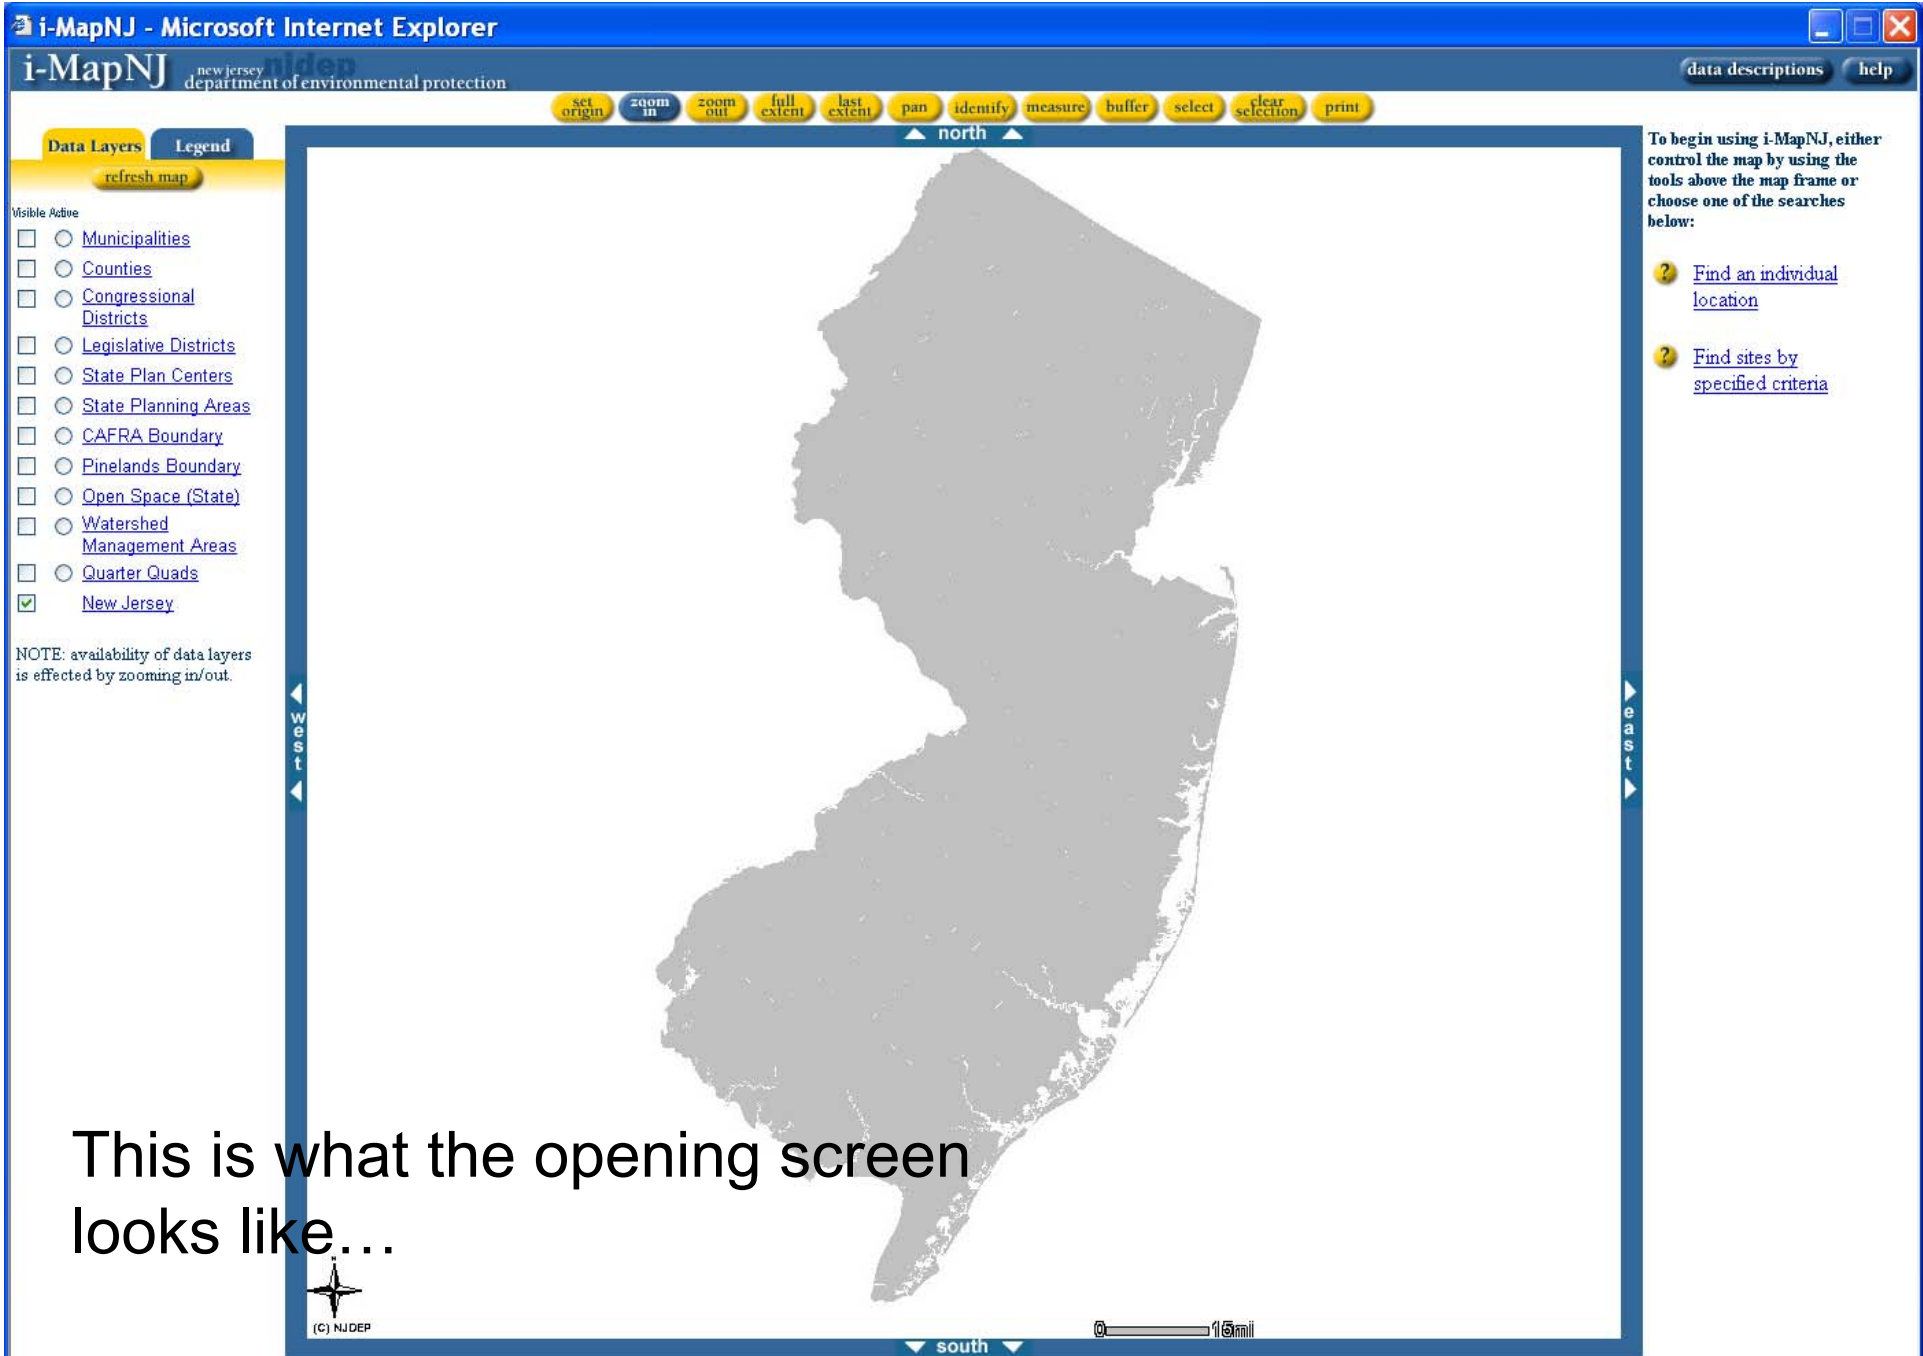 i-MapNJ - Microsoft Internet Explorer
i-MapNJ
njdep
new jersey
department of environmental protection
data descriptions
help
set
origin
zoom
in
zoom
out
full
extent
last
extent
pan
identify
measure
buffer
select
clear
selection
print
Data Layers
Legend
refresh map
Visible Active
Municipalities
Counties
Congressional
Districts
Legislative Districts
State Plan Centers
State Planning Areas
CAFRA Boundary
Pinelands Boundary
Open Space (State)
Watershed
Management Areas
Quarter Quads
New Jersey
NOTE: availability of data layers
is effected by zooming in/out.
north
west
east
south
To begin using i-MapNJ, either
control the map by using the
tools above the map frame or
choose one of the searches
below:
? Find an individual
location
? Find sites by
specified criteria
This is what the opening screen
looks like…
N
(C) NJDEP
0 15mi